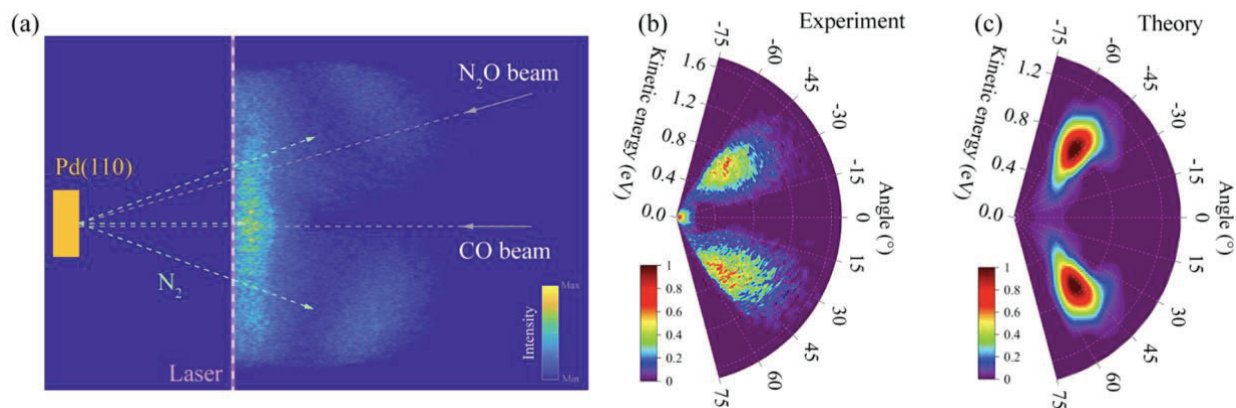 (a)
N₂O beam
Pd(110)
CO beam
N₂
Laser
Intensity
Max
Min
(b)
Experiment
Kinetic energy (eV)
1.6
1.2
0.8
0.4
0.0
-75
-60
-45
-30
-15
0
15
30
45
60
75
Angle (°)
1
0.8
0.6
0.4
0.2
0
(c)
Theory
Kinetic energy (eV)
1.2
0.8
0.4
0.0
-75
-60
-45
-30
-15
0
15
30
45
60
75
Angle (°)
1
0.8
0.6
0.4
0.2
0